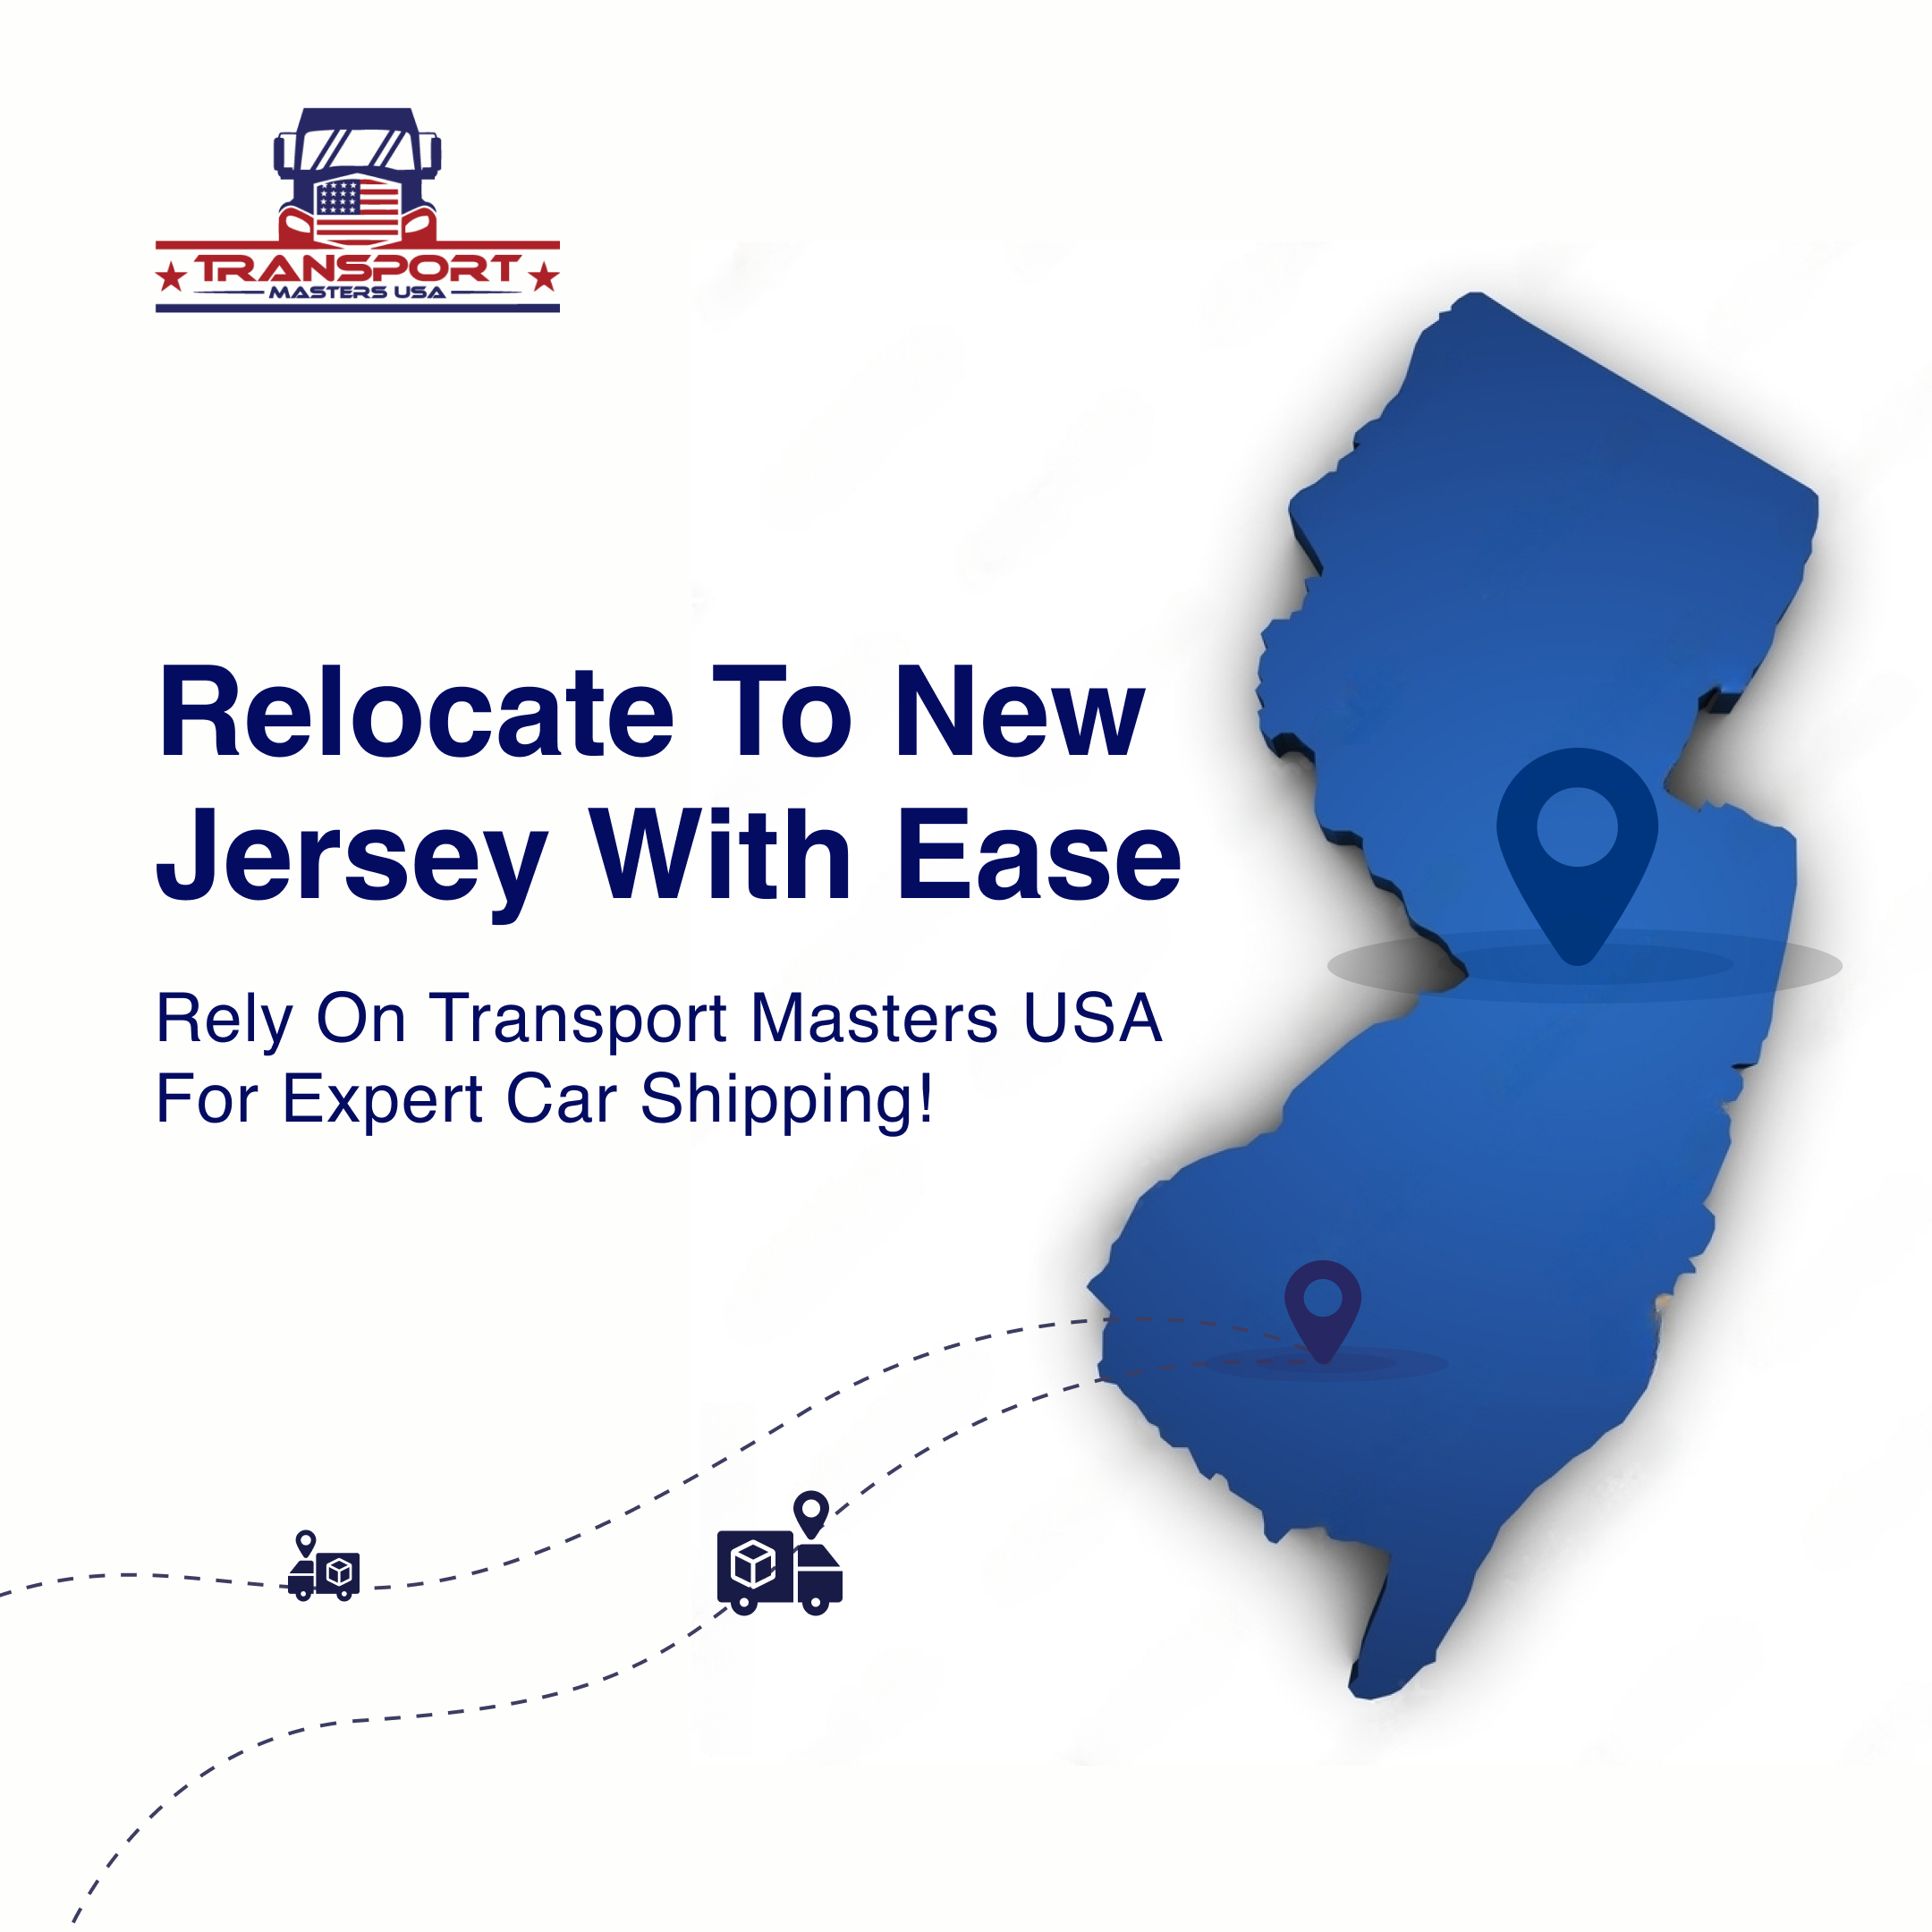 TRANSPORT
MASTERS USA
Relocate To New
Jersey With Ease
Rely On Transport Masters USA
For Expert Car Shipping!